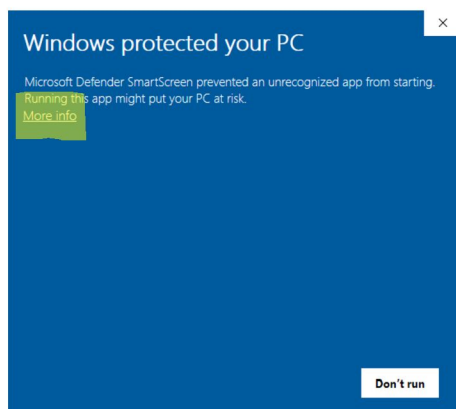 Windows protected your PC
Microsoft Defender SmartScreen prevented an unrecognized app from starting.
Running this app might put your PC at risk.
More info
Don't run